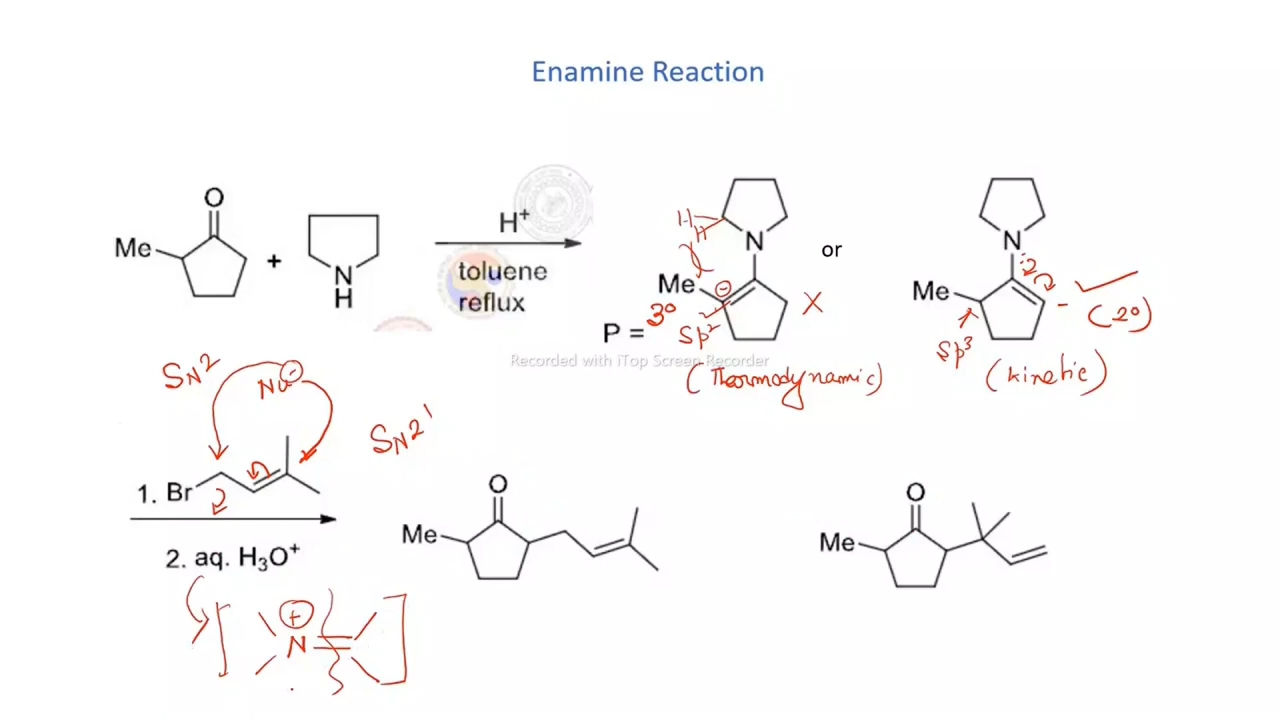 Enamine Reaction
O
Me
+
N
H
H⁺
toluene
reflux
P =
H
H
N
Me
⊖
3°
Sp²
X
(Thermodynamic)
or
N
Me
(2°)
Sp³
(kinetic)
Recorded with iTop Screen Recorder
SN2
Nu⊖
SN2'
1. Br
2. aq. H₃O⁺
[ N⊕ ]
O
Me
O
Me